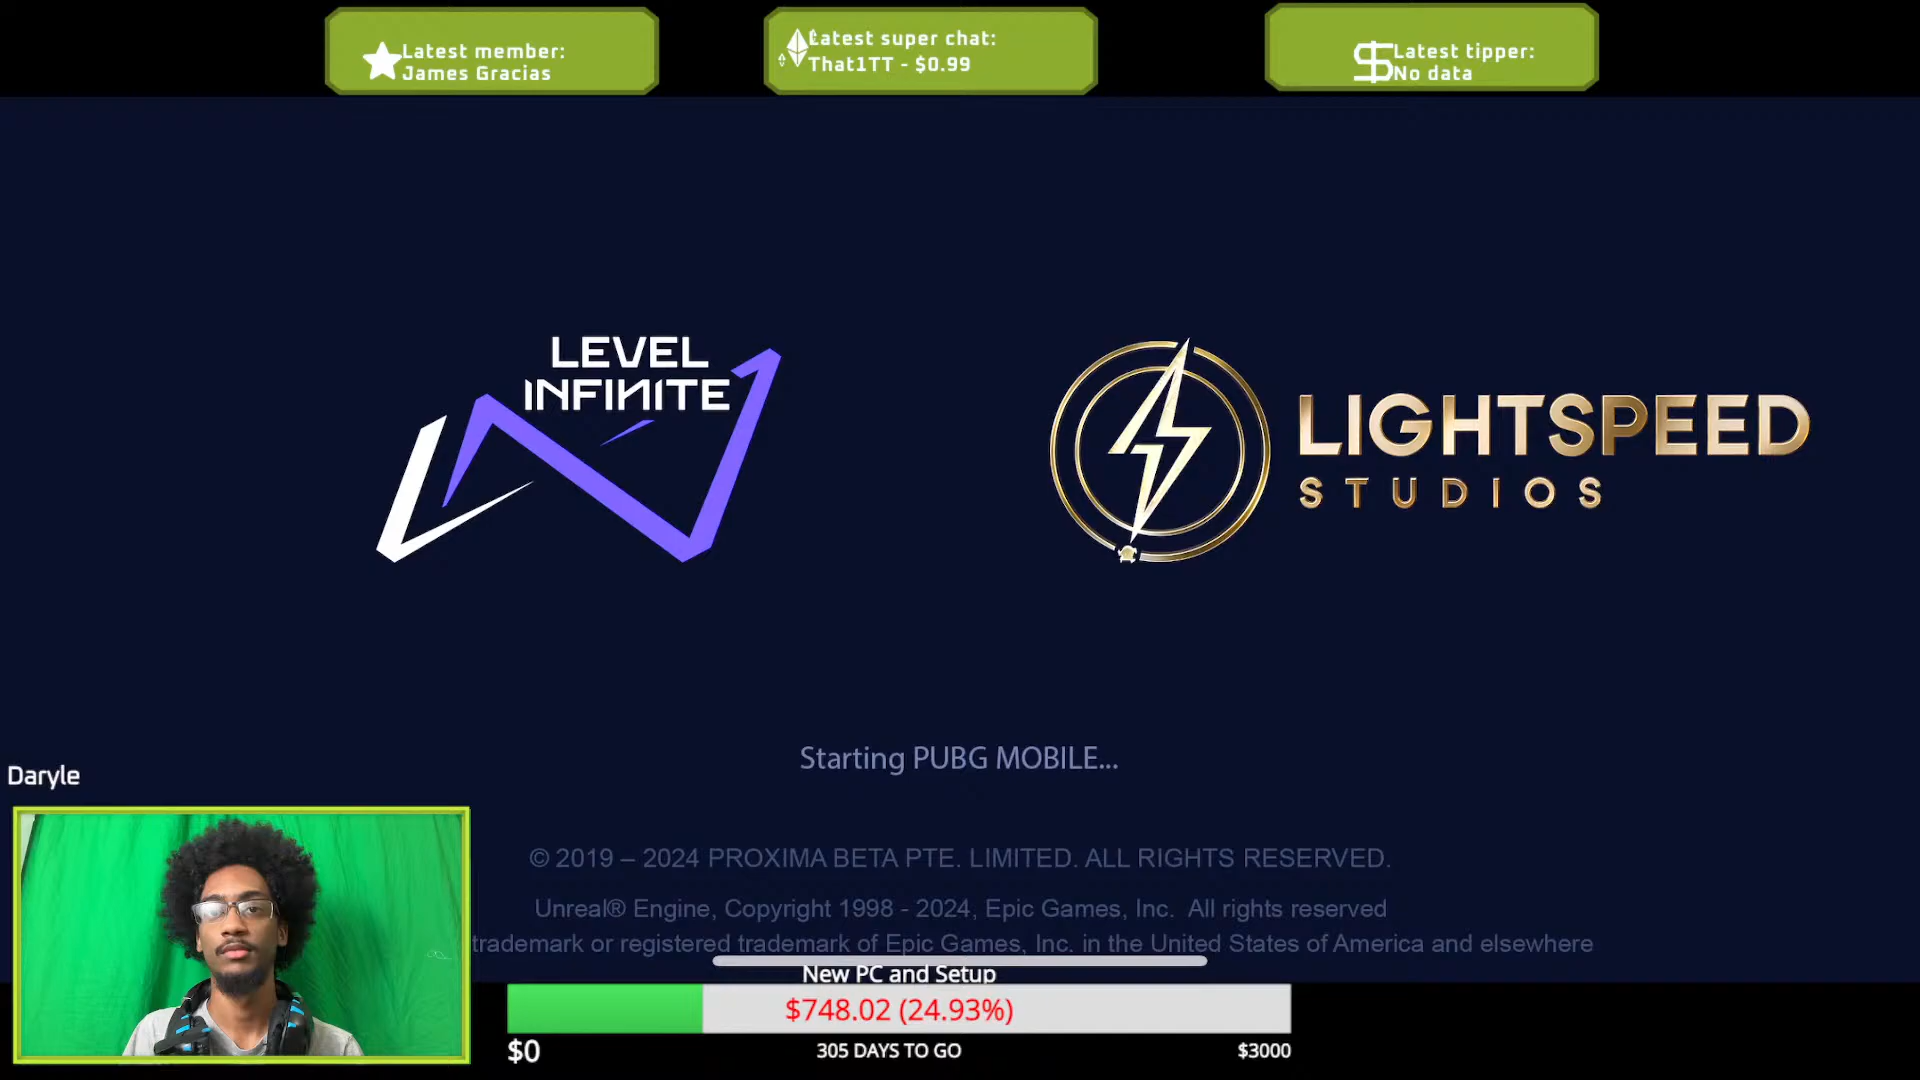 Latest member:
James Gracias
Latest super chat:
That1TT - $0.99
Latest tipper:
No data
LEVEL
INFINITE
LIGHTSPEED
STUDIOS
Starting PUBG MOBILE...
Daryle
© 2019 – 2024 PROXIMA BETA PTE. LIMITED. ALL RIGHTS RESERVED.
Unreal® Engine, Copyright 1998 - 2024, Epic Games, Inc. All rights reserved
trademark or registered trademark of Epic Games, Inc. in the United States of America and elsewhere
New PC and Setup
$748.02 (24.93%)
$0
305 DAYS TO GO
$3000